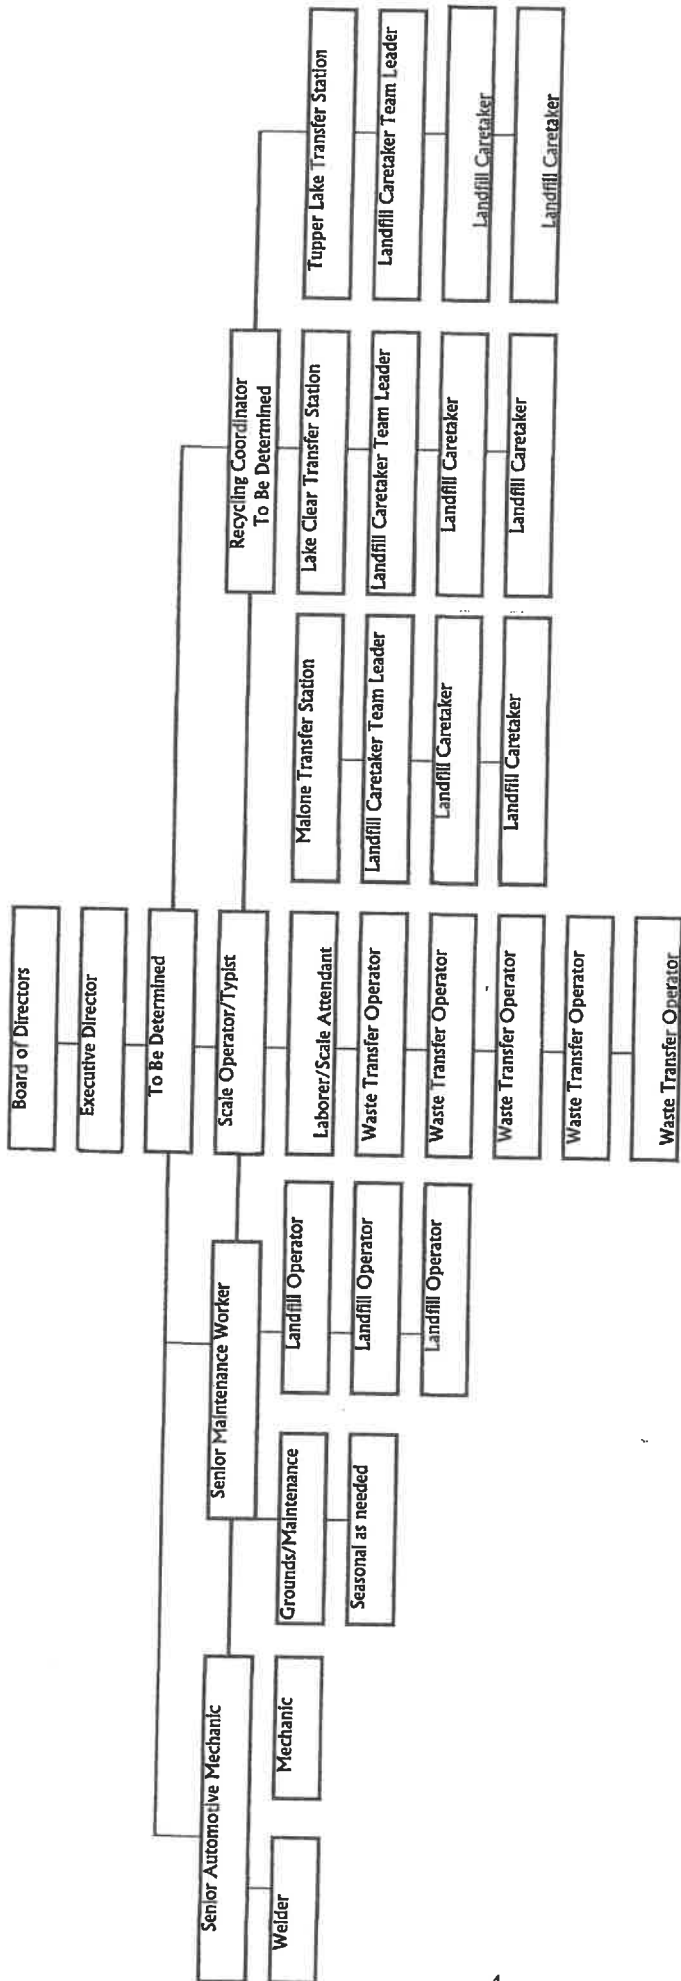 Board of Directors
Executive Director
To Be Determined
Senior Automotive Mechanic
Senior Maintenance Worker
Scale Operator/Typist
Recycling Coordinator
To Be Determined
Welder
Mechanic
Grounds/Maintenance
Seasonal as needed
Landfill Operator
Landfill Operator
Landfill Operator
Laborer/Scale Attendant
Waste Transfer Operator
Waste Transfer Operator
Waste Transfer Operator
Waste Transfer Operator
Waste Transfer Operator
Malone Transfer Station
Landfill Caretaker Team Leader
Landfill Caretaker
Landfill Caretaker
Lake Clear Transfer Station
Landfill Caretaker Team Leader
Landfill Caretaker
Landfill Caretaker
Tupper Lake Transfer Station
Landfill Caretaker Team Leader
Landfill Caretaker
Landfill Caretaker
4